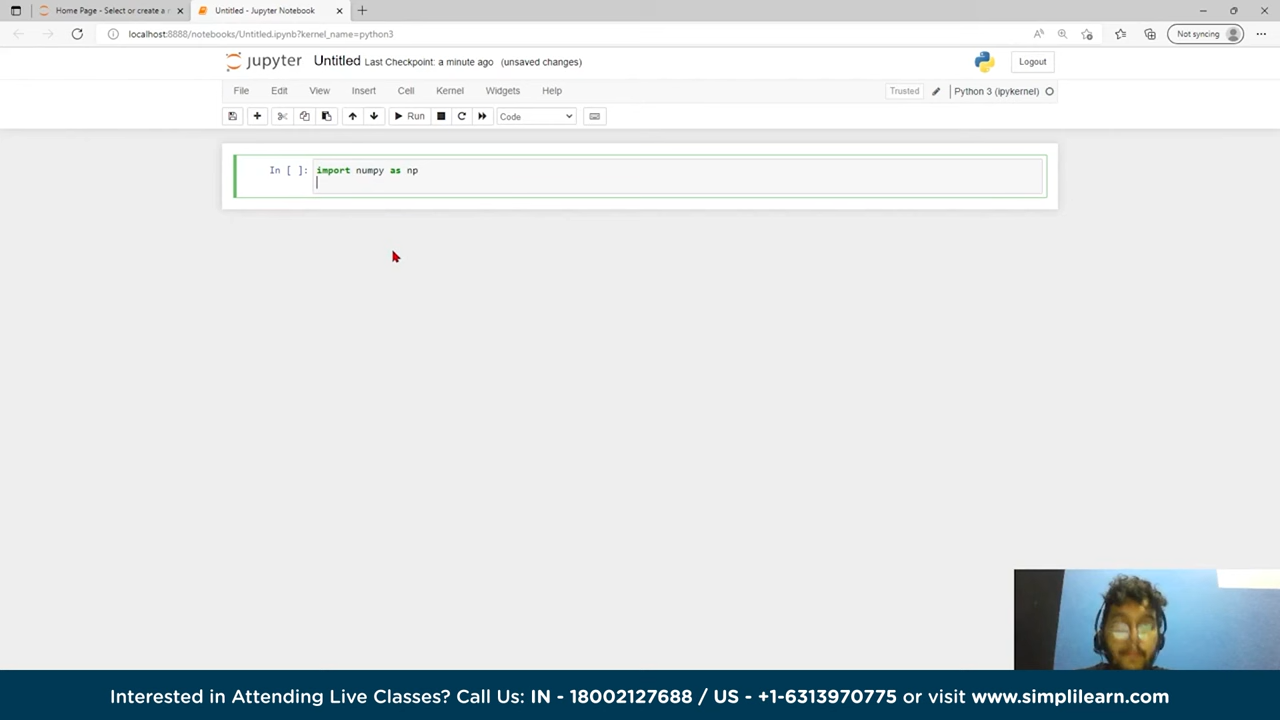 Home Page - Select or create a n
Untitled - Jupyter Notebook
localhost:8888/notebooks/Untitled.ipynb?kernel_name=python3
Not syncing
jupyter Untitled Last Checkpoint: a minute ago (unsaved changes)
Logout
File Edit View Insert Cell Kernel Widgets Help
Trusted Python 3 (ipykernel)
Run Code
In [ ]: import numpy as np
Interested in Attending Live Classes? Call Us: IN - 18002127688 / US - +1-6313970775 or visit www.simplilearn.com